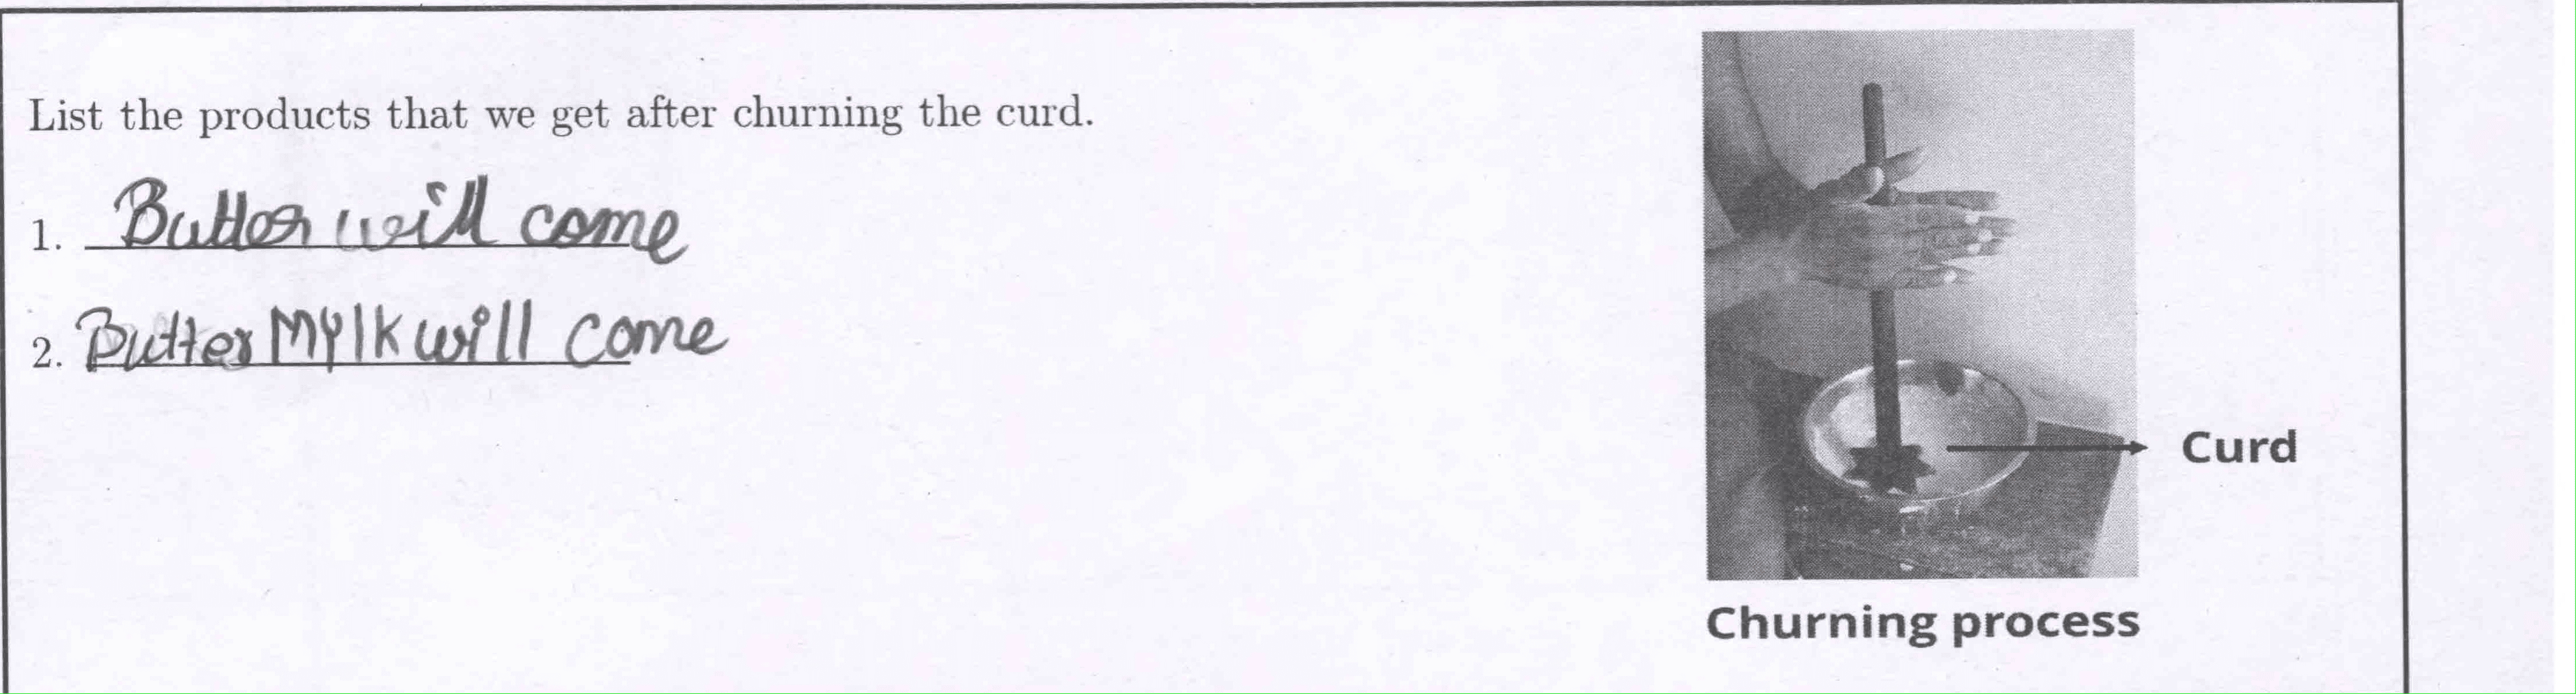 List the products that we get after churning the curd.
1. Butter will come
2. Butter Mylk will come
Curd
Churning process